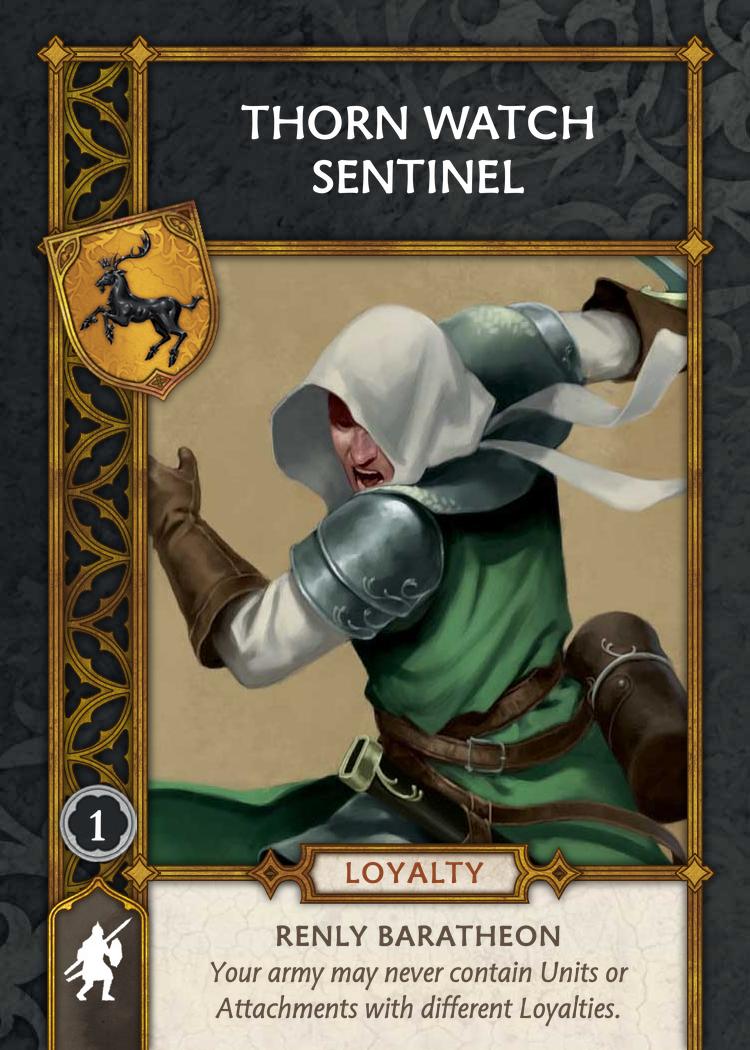 THORN WATCH
SENTINEL
1
LOYALTY
RENLY BARATHEON
Your army may never contain Units or
Attachments with different Loyalties.